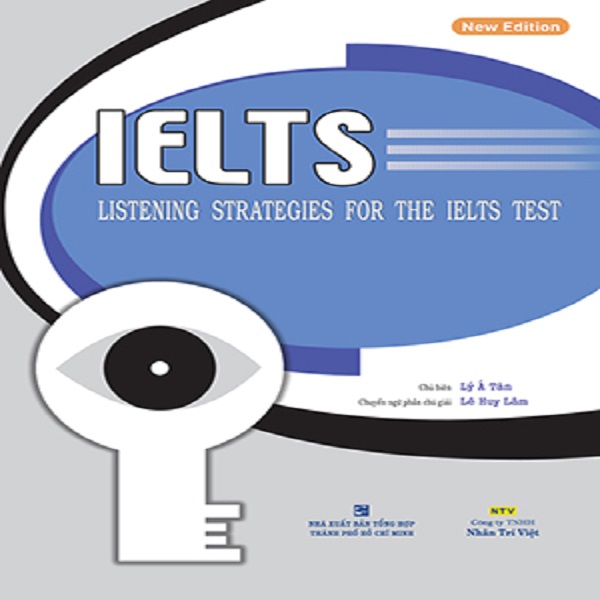 New Edition
IELTS
LISTENING STRATEGIES FOR THE IELTS TEST
Chủ biên Lý Á Tân
Chuyển ngữ phần chú giải Lê Huy Lâm
NHÀ XUẤT BẢN TỔNG HỢP
THÀNH PHỐ HỒ CHÍ MINH
NTV
Công ty TNHH
Nhân Trí Việt